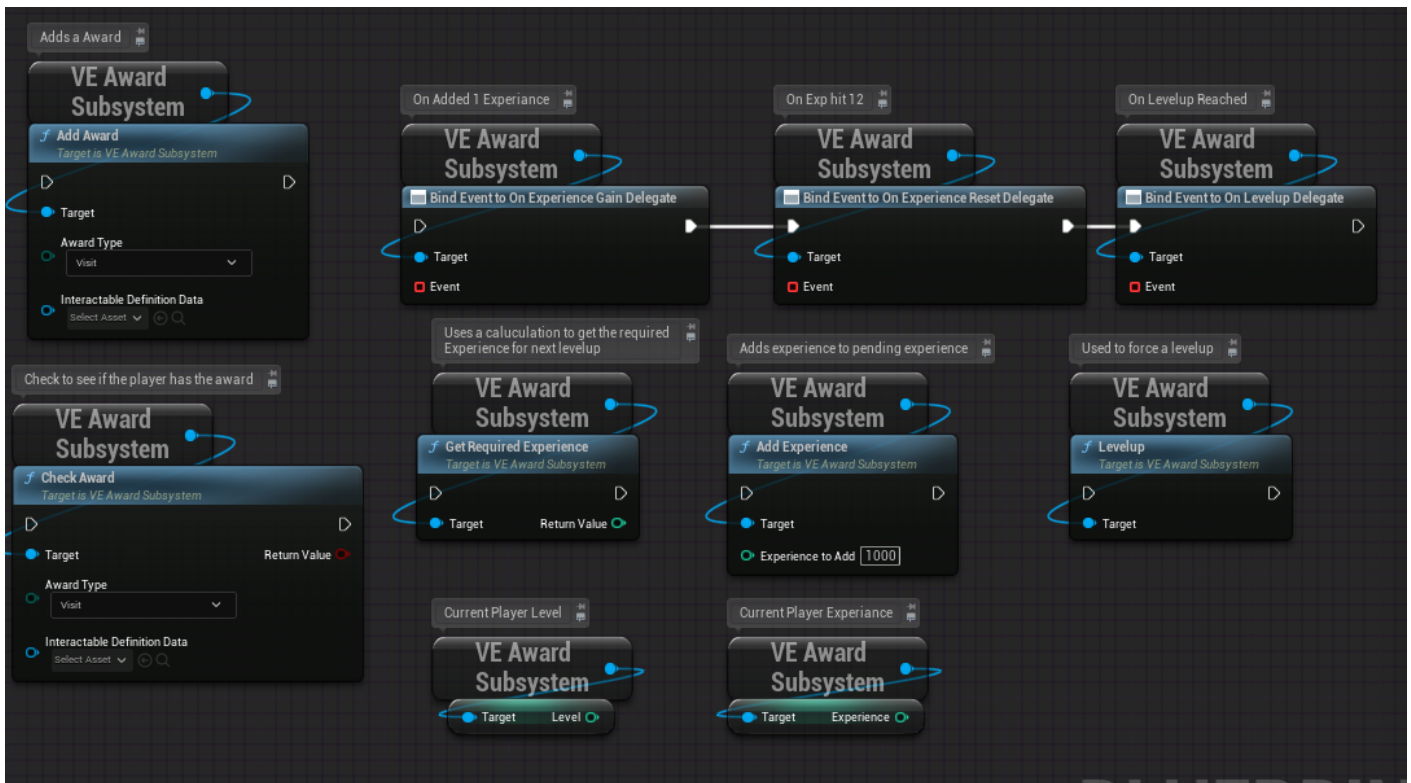 Adds a Award
VE Award
Subsystem
Add Award
Target is VE Award Subsystem
Target
Award Type
Visit
Interactable Definition Data
Select Asset
Check to see if the player has the award
VE Award
Subsystem
Check Award
Target is VE Award Subsystem
Target
Return Value
Award Type
Visit
Interactable Definition Data
Select Asset
On Added 1 Experiance
VE Award
Subsystem
Bind Event to On Experience Gain Delegate
Target
Event
On Exp hit 12
VE Award
Subsystem
Bind Event to On Experience Reset Delegate
Target
Event
On Levelup Reached
VE Award
Subsystem
Bind Event to On Levelup Delegate
Target
Event
Uses a caluculation to get the required
Experience for next levelup
VE Award
Subsystem
Get Required Experience
Target is VE Award Subsystem
Target
Return Value
Adds experience to pending experience
VE Award
Subsystem
Add Experience
Target is VE Award Subsystem
Target
Experience to Add 1000
Used to force a levelup
VE Award
Subsystem
Levelup
Target is VE Award Subsystem
Target
Current Player Level
VE Award
Subsystem
Target
Level
Current Player Experiance
VE Award
Subsystem
Target
Experience